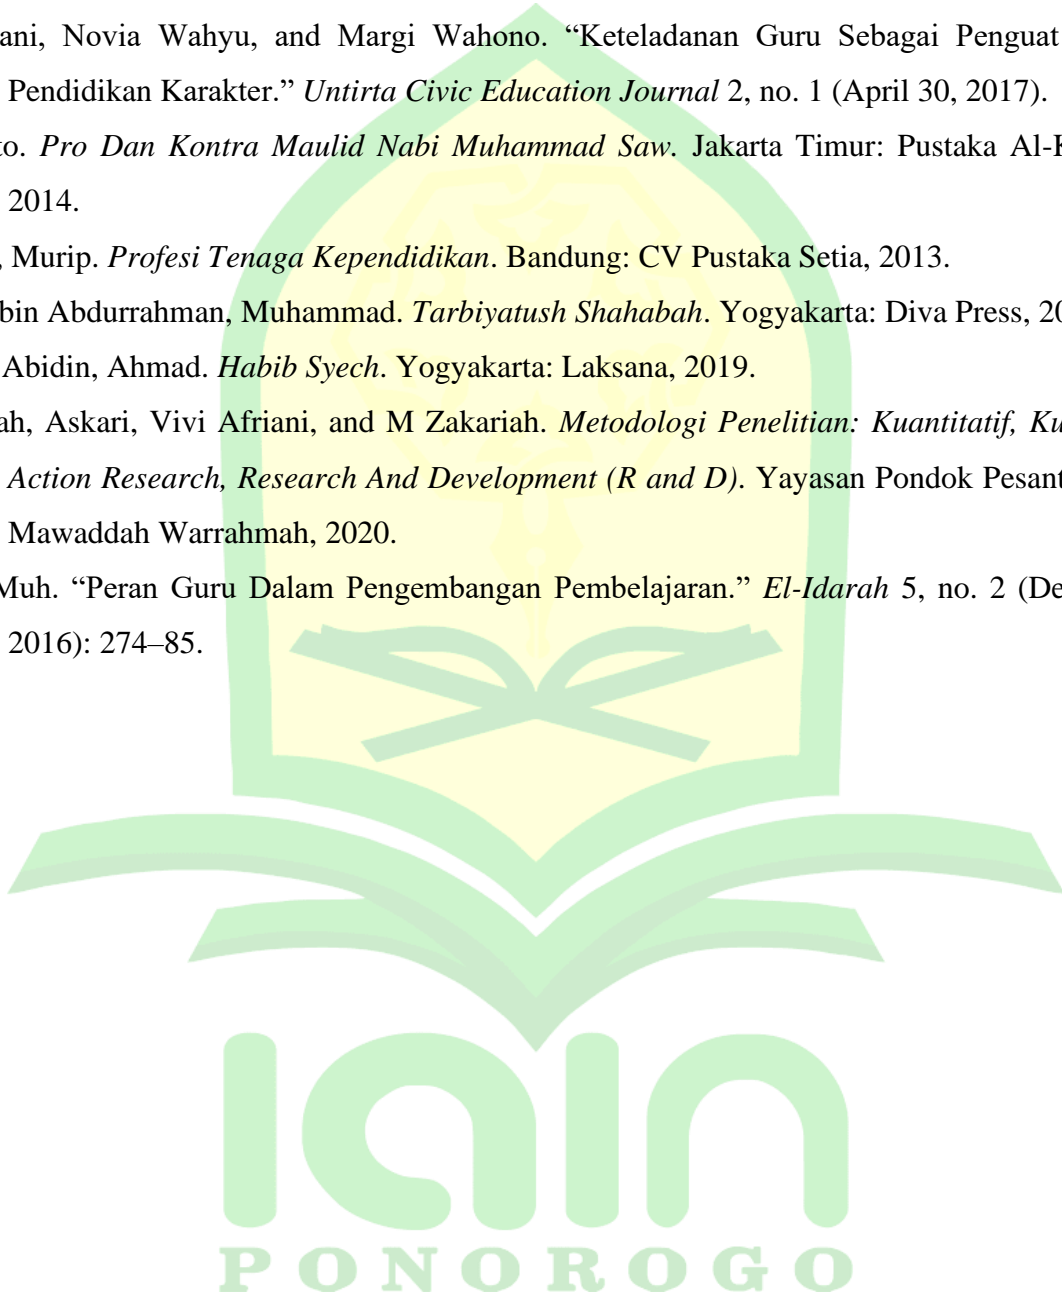 ani, Novia Wahyu, and Margi Wahono. “Keteladanan Guru Sebagai Penguat
Pendidikan Karakter.” Untirta Civic Education Journal 2, no. 1 (April 30, 2017).
to. Pro Dan Kontra Maulid Nabi Muhammad Saw. Jakarta Timur: Pustaka Al-K
2014.
, Murip. Profesi Tenaga Kependidikan. Bandung: CV Pustaka Setia, 2013.
bin Abdurrahman, Muhammad. Tarbiyatush Shahabah. Yogyakarta: Diva Press, 20
Abidin, Ahmad. Habib Syech. Yogyakarta: Laksana, 2019.
ah, Askari, Vivi Afriani, and M Zakariah. Metodologi Penelitian: Kuantitatif, Ku
Action Research, Research And Development (R and D). Yayasan Pondok Pesant
Mawaddah Warrahmah, 2020.
Muh. “Peran Guru Dalam Pengembangan Pembelajaran.” El-Idarah 5, no. 2 (De
2016): 274–85.
iain
PONOROGO